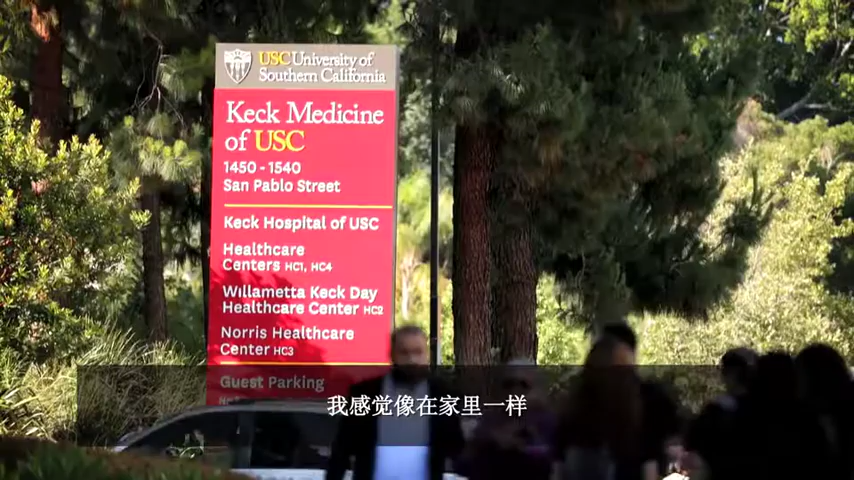 USC University of
Southern California
Keck Medicine
of USC
1450 - 1540
San Pablo Street
Keck Hospital of USC
Healthcare
Centers HC1, HC4
Willametta Keck Day
Healthcare Center HC2
Norris Healthcare
Center HC3
Guest Parking
我感觉像在家里一样